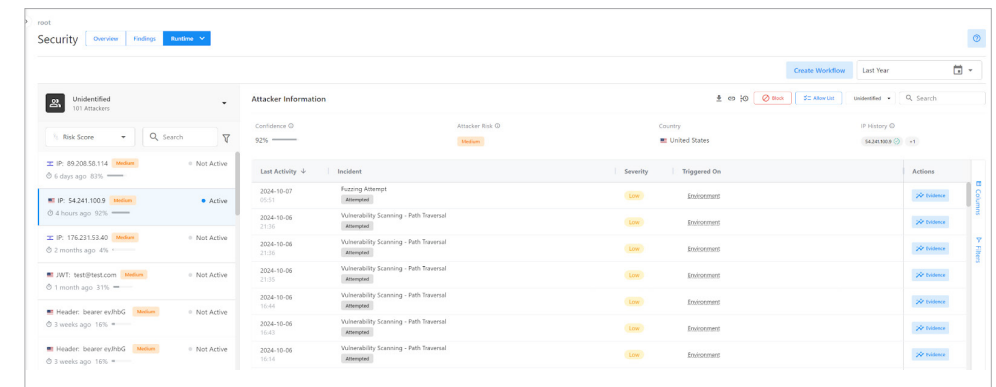 root
Security Overview Findings Runtime
Create Workflow Last Year
Unidentified
101 Attackers
Risk Score Search
IP: 89.208.58.114 Medium Not Active
6 days ago 83%
IP: 54.241.100.9 Medium Active
4 hours ago 92%
IP: 176.231.53.40 Medium Not Active
2 months ago 4%
JWT: test@test.com Medium Not Active
1 month ago 31%
Header: bearer eyJhbG Medium Not Active
3 weeks ago 16%
Header: bearer eyJhbG Medium Not Active
3 weeks ago 16%
Attacker Information Block Allow List Unidentified Search
Confidence Attacker Risk Country IP History
92% Medium United States 54.241.100.9 +1
Last Activity Incident Severity Triggered On Actions
2024-10-07 Fuzzing Attempt
05:51 Attempted Low Environment Evidence
2024-10-06 Vulnerability Scanning - Path Traversal
21:36 Attempted Low Environment Evidence
2024-10-06 Vulnerability Scanning - Path Traversal
21:36 Attempted Low Environment Evidence
2024-10-06 Vulnerability Scanning - Path Traversal
21:35 Attempted Low Environment Evidence
2024-10-06 Vulnerability Scanning - Path Traversal
16:44 Attempted Low Environment Evidence
2024-10-06 Vulnerability Scanning - Path Traversal
16:43 Attempted Low Environment Evidence
2024-10-06 Vulnerability Scanning - Path Traversal
16:14 Attempted Low Environment Evidence
Columns
Filters